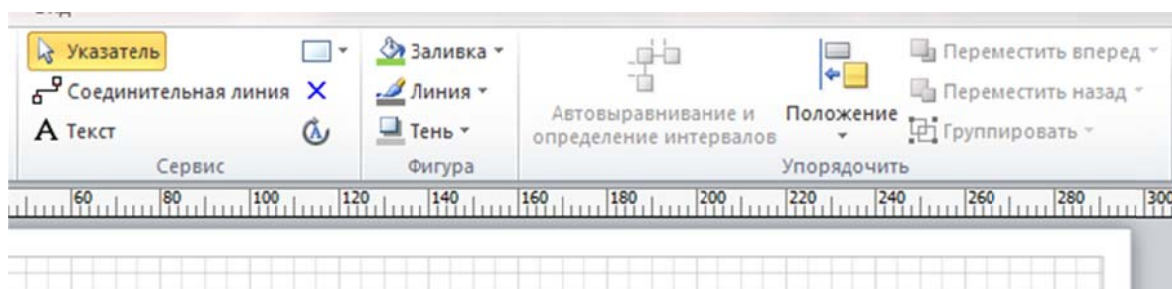 Вид
Указатель
Соединительная линия
Текст
Сервис
Заливка
Линия
Тень
Фигура
Автовыравнивание и
определение интервалов
Положение
Переместить вперед
Переместить назад
Группировать
Упорядочить
60 80 100 120 140 160 180 200 220 240 260 280 300